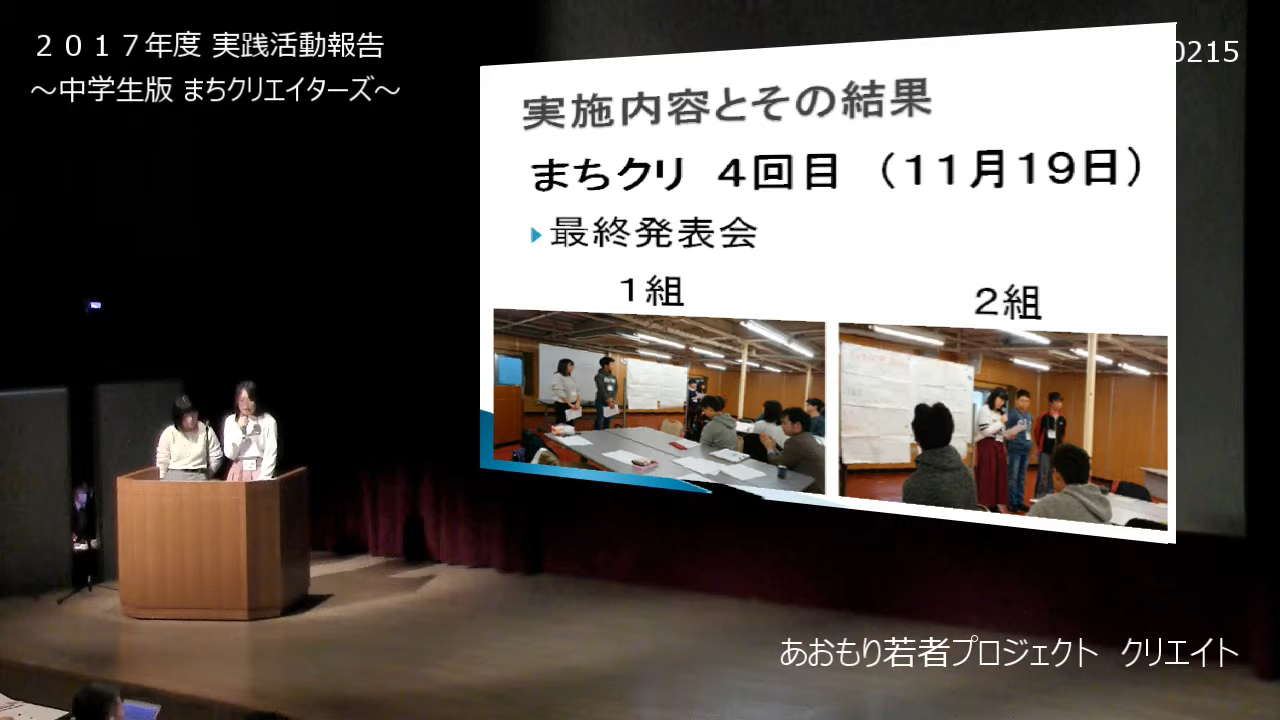 ２０１７年度 実践活動報告
～中学生版 まちクリエイターズ～
0215
実施内容とその結果
まちクリ ４回目 （11月19日）
最終発表会
１組
２組
あおもり若者プロジェクト クリエイト